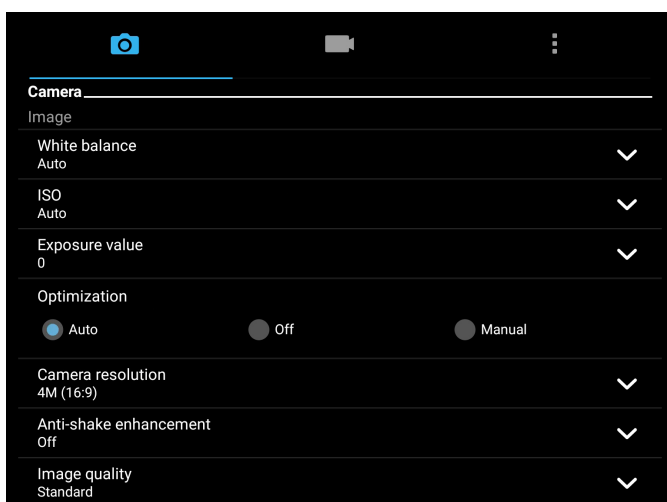 Camera
Image
White balance
Auto
ISO
Auto
Exposure value
0
Optimization
Auto Off Manual
Camera resolution
4M (16:9)
Anti-shake enhancement
Off
Image quality
Standard